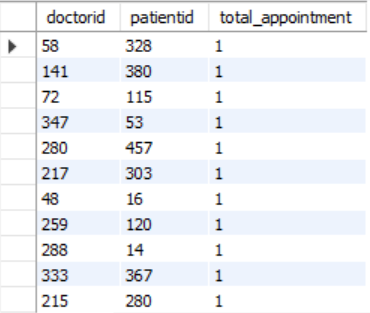 doctorid patientid total_appointment
58 328 1
141 380 1
72 115 1
347 53 1
280 457 1
217 303 1
48 16 1
259 120 1
288 14 1
333 367 1
215 280 1